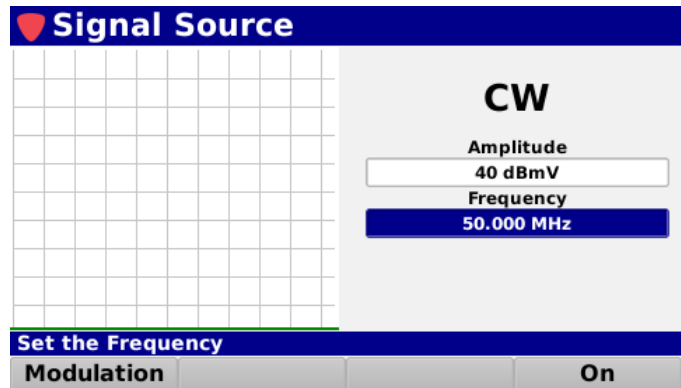 Signal Source
CW
Amplitude
40 dBmV
Frequency
50.000 MHz
Set the Frequency
Modulation On